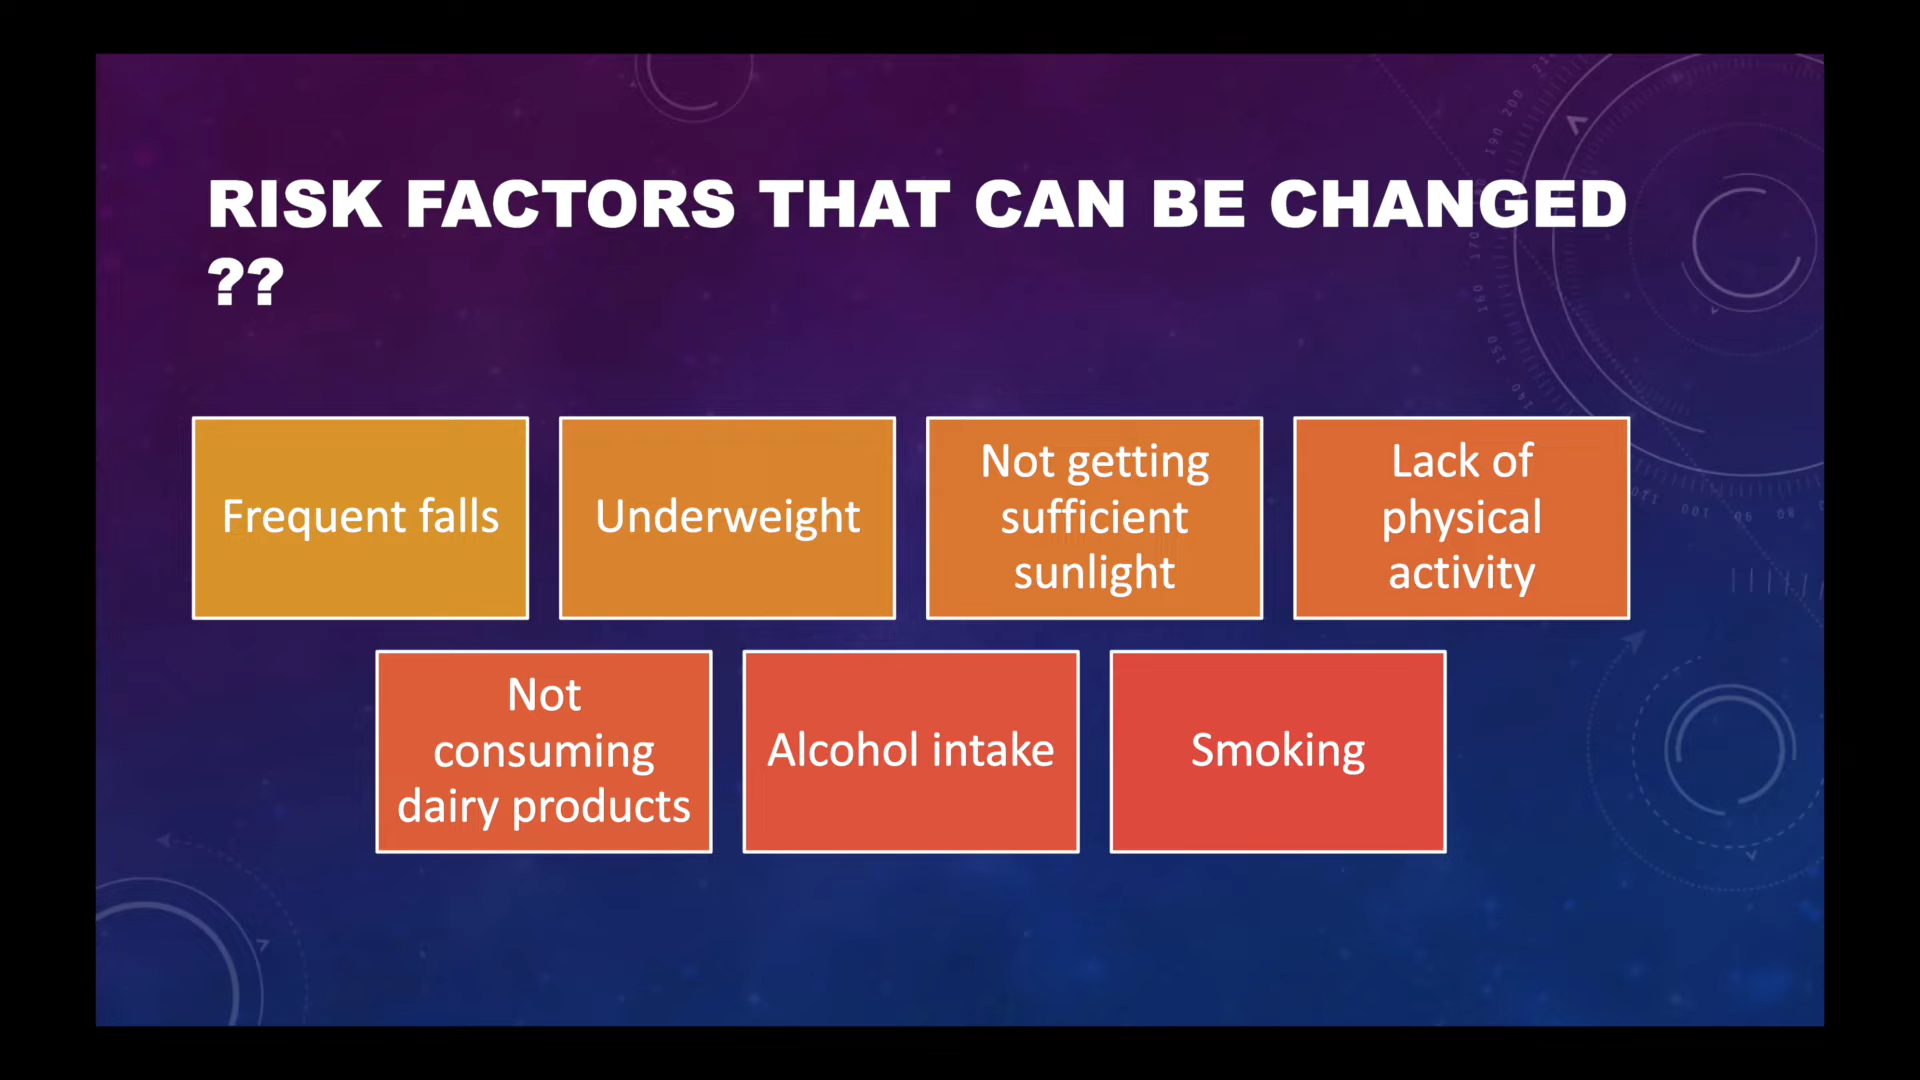 RISK FACTORS THAT CAN BE CHANGED
??
Frequent falls
Underweight
Not getting
sufficient
sunlight
Lack of
physical
activity
Not
consuming
dairy products
Alcohol intake
Smoking